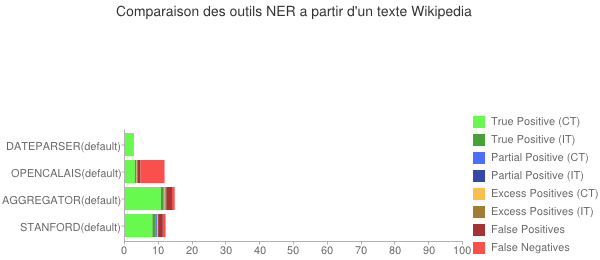 Comparaison des outils NER a partir d'un texte Wikipedia
DATEPARSER(default)
OPENCALAIS(default)
AGGREGATOR(default)
STANFORD(default)
0 10 20 30 40 50 60 70 80 90 100
True Positive (CT)
True Positive (IT)
Partial Positive (CT)
Partial Positive (IT)
Excess Positives (CT)
Excess Positives (IT)
False Positives
False Negatives